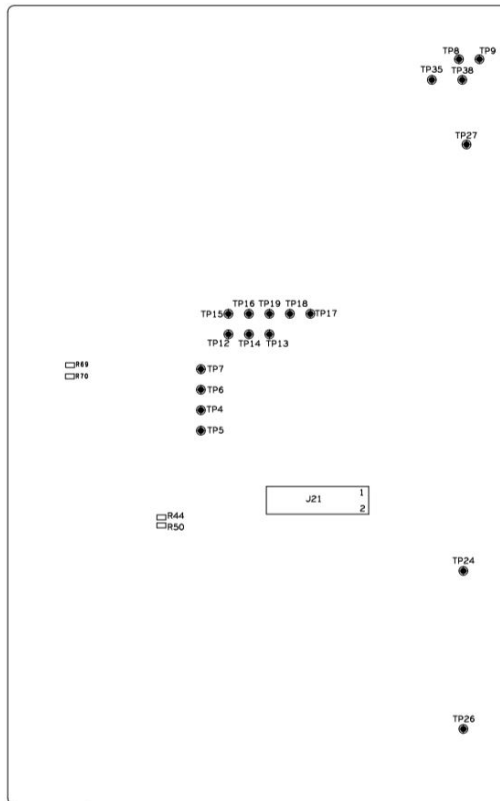 TP8 TP9
TP35 TP38
TP27
TP16 TP19 TP18
TP15 TP17
TP12 TP14 TP13
R69
R70
TP7
TP6
TP4
TP5
J21 1
2
R44
R50
TP24
TP26